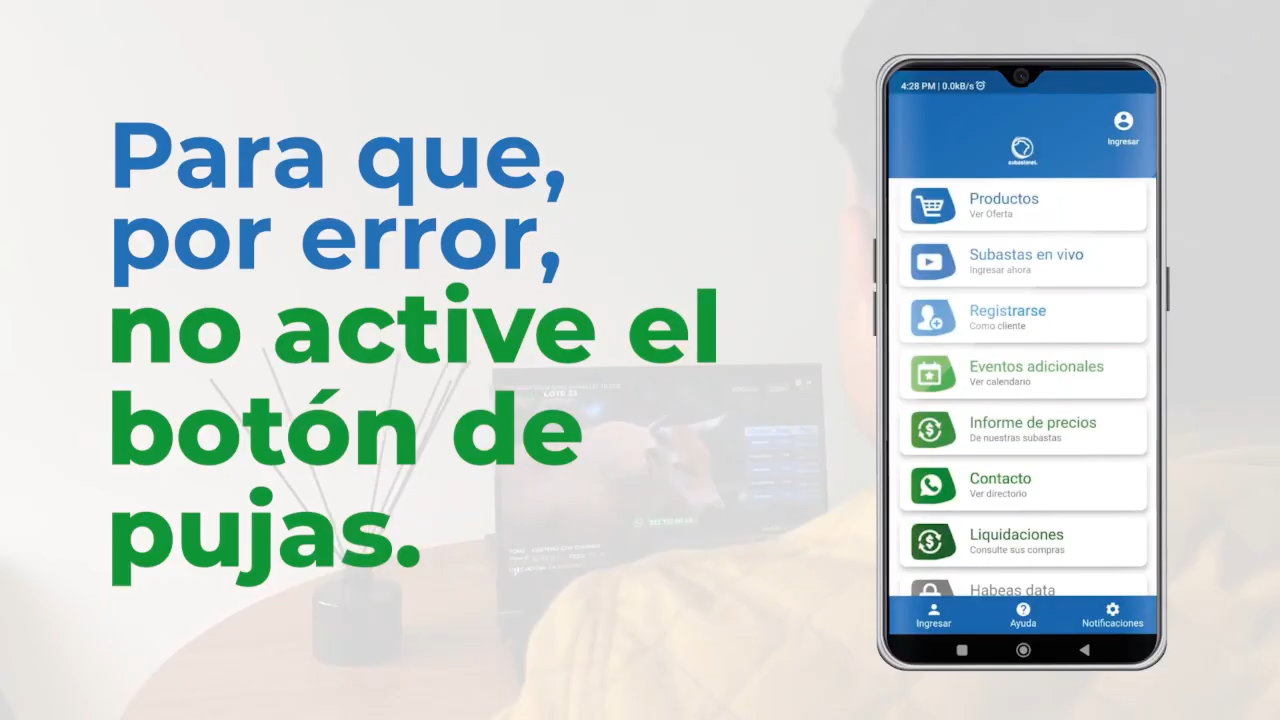 Para que,
por error,
no active el
botón de
pujas.
4:28 PM | 0.0kB/s
Ingresar
subastanet.
Productos
Ver Oferta
Subastas en vivo
Ingresar ahora
Registrarse
Como cliente
Eventos adicionales
Ver calendario
Informe de precios
De nuestras subastas
Contacto
Ver directorio
Liquidaciones
Consulte sus compras
Habeas data
Ingresar
Ayuda
Notificaciones